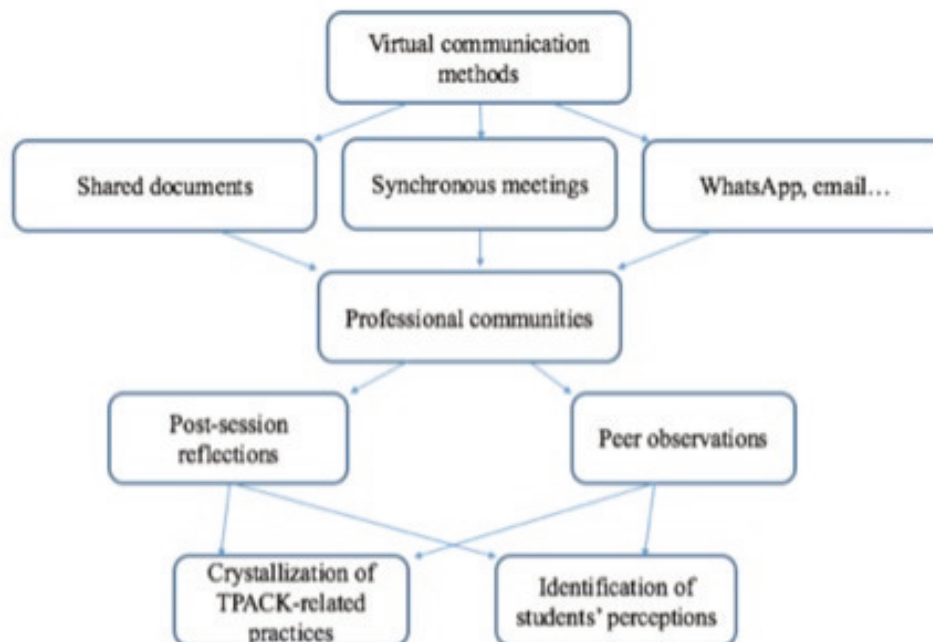 Virtual communication
methods
Shared documents
Synchronous meetings
WhatsApp, email…
Professional communities
Post-session
reflections
Peer observations
Crystallization of
TPACK-related
practices
Identification of
students’ perceptions